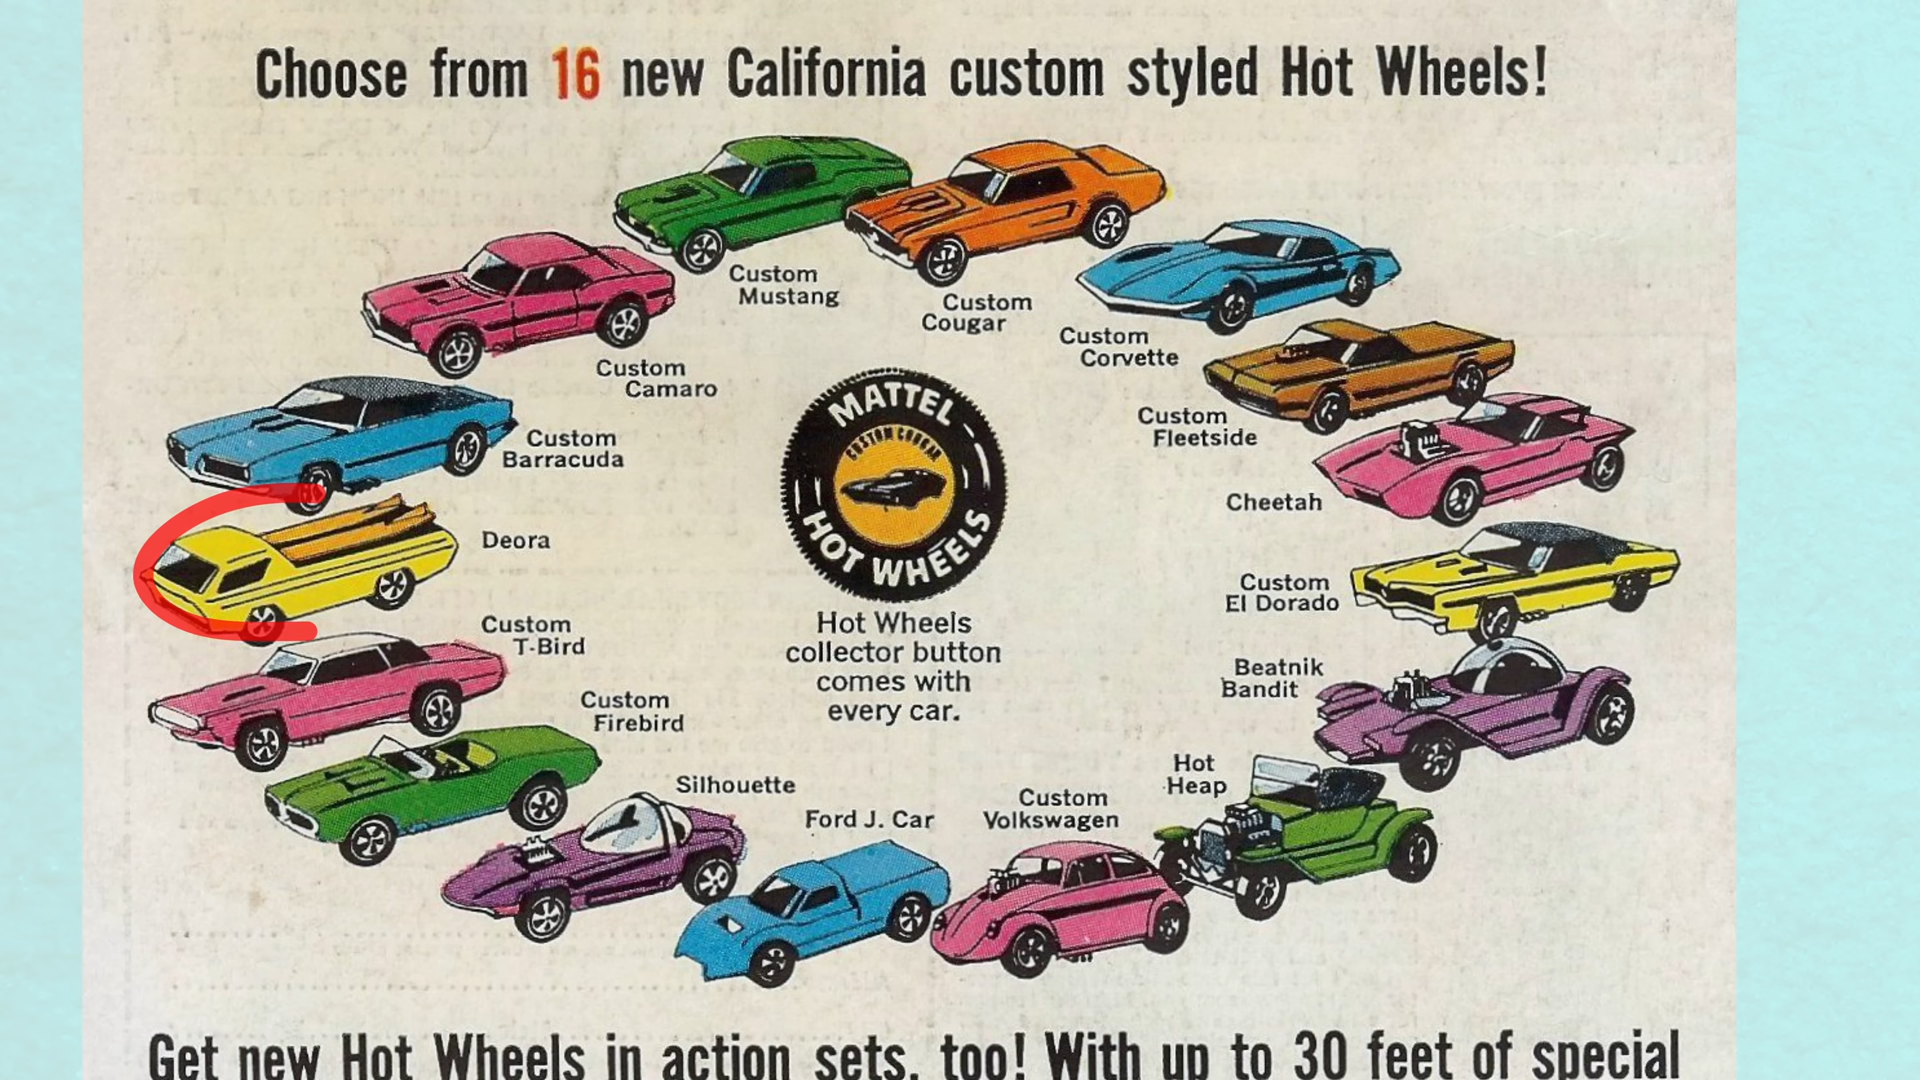 Choose from 16 new California custom styled Hot Wheels!
Custom
Mustang
Custom
Cougar
Custom
Corvette
Custom
Camaro
Custom
Fleetside
Custom
Barracuda
Cheetah
Deora
Custom
El Dorado
Custom
T-Bird
Beatnik
Bandit
Custom
Firebird
Hot
Heap
Silhouette
Ford J. Car
Custom
Volkswagen
MATTEL
CUSTOM COUGAR
HOT WHEELS
Hot Wheels
collector button
comes with
every car.
Get new Hot Wheels in action sets, too! With up to 30 feet of special